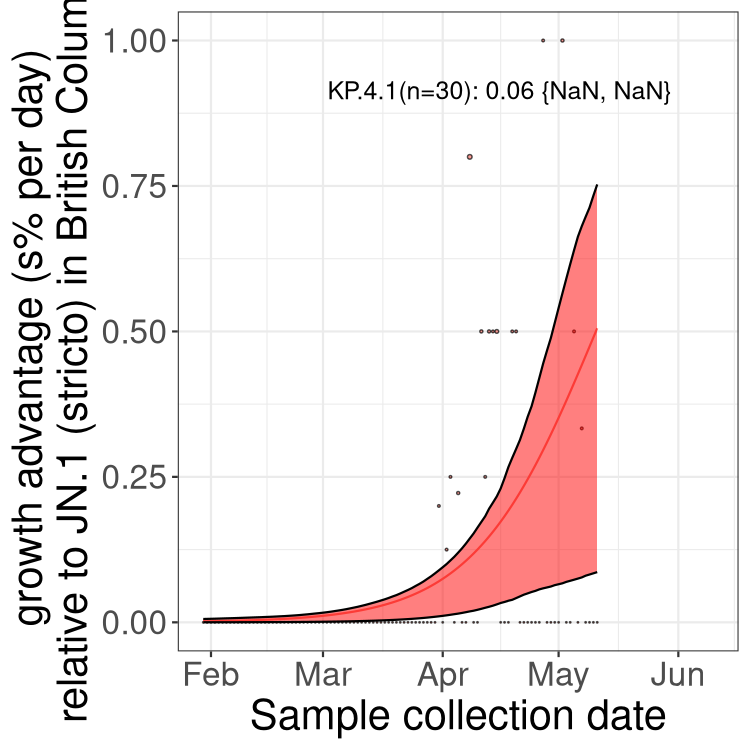 growth advantage (s% per day)
relative to JN.1 (stricto) in British Colum
1.00
0.75
0.50
0.25
0.00
KP.4.1(n=30): 0.06 {NaN, NaN}
Feb Mar Apr May Jun
Sample collection date